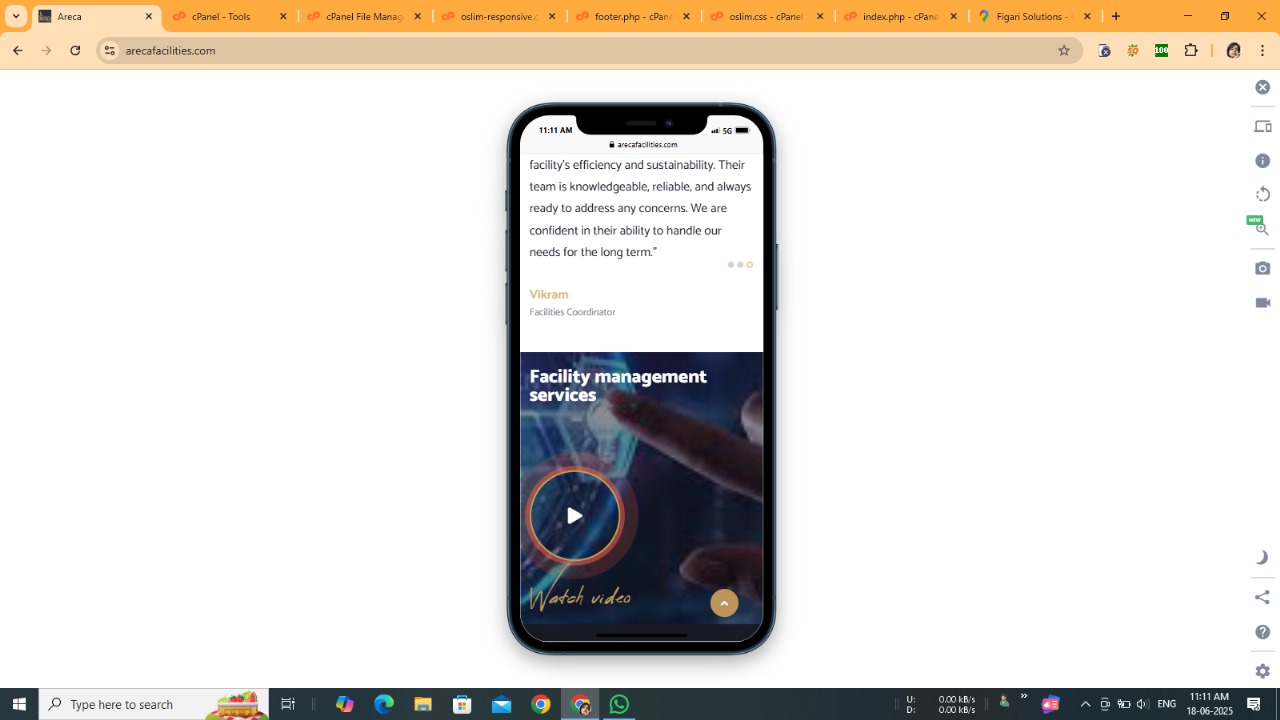 Areca
cPanel - Tools
cPanel File Manag
oslim-responsive.c
footer.php - cPane
oslim.css - cPanel
index.php - cPane
Figari Solutions -
arecafacilities.com
100
11:11 AM
5G
arecafacilities.com
facility's efficiency and sustainability. Their
team is knowledgeable, reliable, and always
ready to address any concerns. We are
confident in their ability to handle our
needs for the long term."
Vikram
Facilities Coordinator
Facility management
services
Watch video
NEW
Type here to search
U: 0.00 kB/s
D: 0.00 kB/s
ENG
11:11 AM
18-06-2025